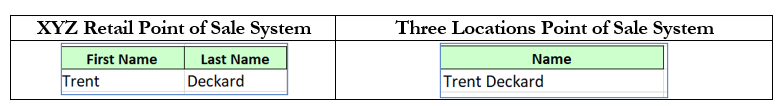 XYZ Retail Point of Sale System Three Locations Point of Sale System
First Name Last Name Name
Trent Deckard Trent Deckard